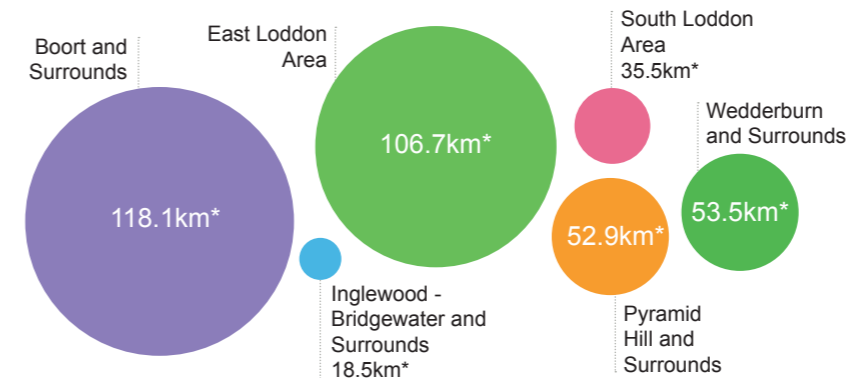 Boort and
Surrounds
118.1km*
East Loddon
Area
106.7km*
Inglewood -
Bridgewater and
Surrounds
18.5km*
South Loddon
Area
35.5km*
52.9km*
Pyramid
Hill and
Surrounds
Wedderburn
and Surrounds
53.5km*